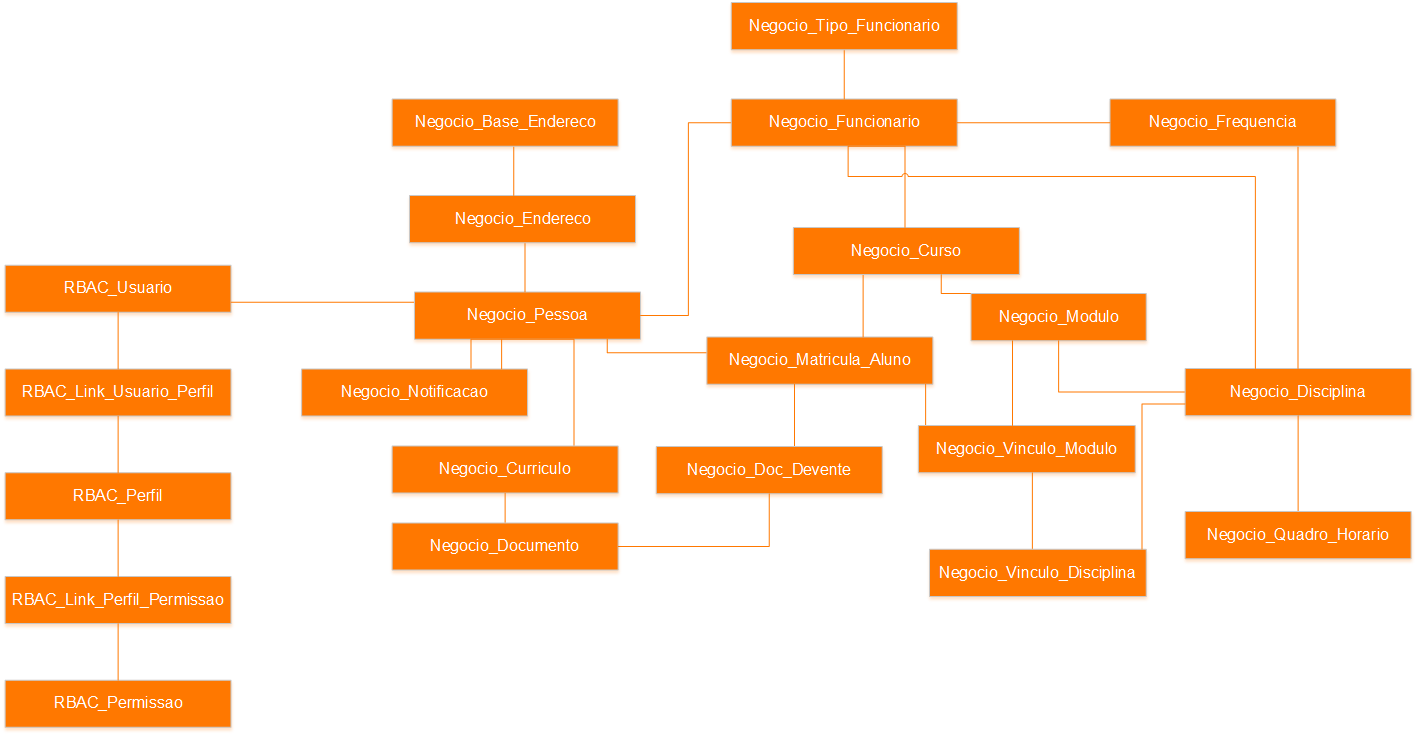 Negocio_Tipo_Funcionario
Negocio_Base_Endereco
Negocio_Funcionario
Negocio_Frequencia
Negocio_Endereco
Negocio_Curso
RBAC_Usuario
Negocio_Pessoa
Negocio_Modulo
Negocio_Matricula_Aluno
RBAC_Link_Usuario_Perfil
Negocio_Notificacao
Negocio_Disciplina
Negocio_Vinculo_Modulo
Negocio_Curriculo
Negocio_Doc_Devente
RBAC_Perfil
Negocio_Quadro_Horario
Negocio_Documento
Negocio_Vinculo_Disciplina
RBAC_Link_Perfil_Permissao
RBAC_Permissao